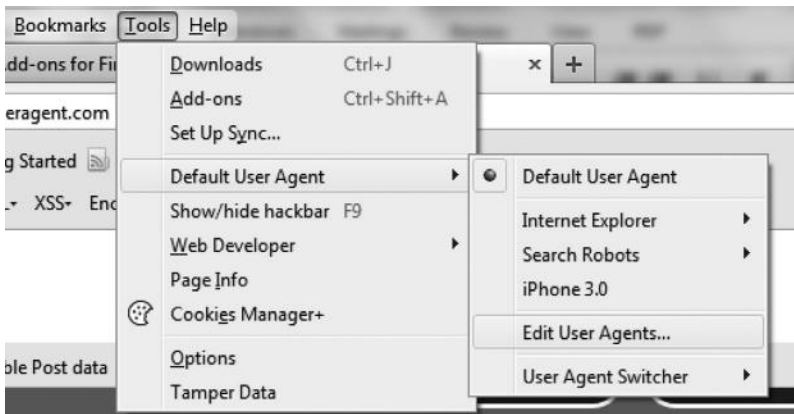 Bookmarks Tools Help
dd-ons for Fi
× +
eragent.com
g Started
XSS
Downloads Ctrl+J
Add-ons Ctrl+Shift+A
Set Up Sync...
Default User Agent
Show/hide hackbar F9
Web Developer
Page Info
Cookies Manager+
Options
Tamper Data
Default User Agent
Internet Explorer
Search Robots
iPhone 3.0
Edit User Agents...
User Agent Switcher
ble Post data